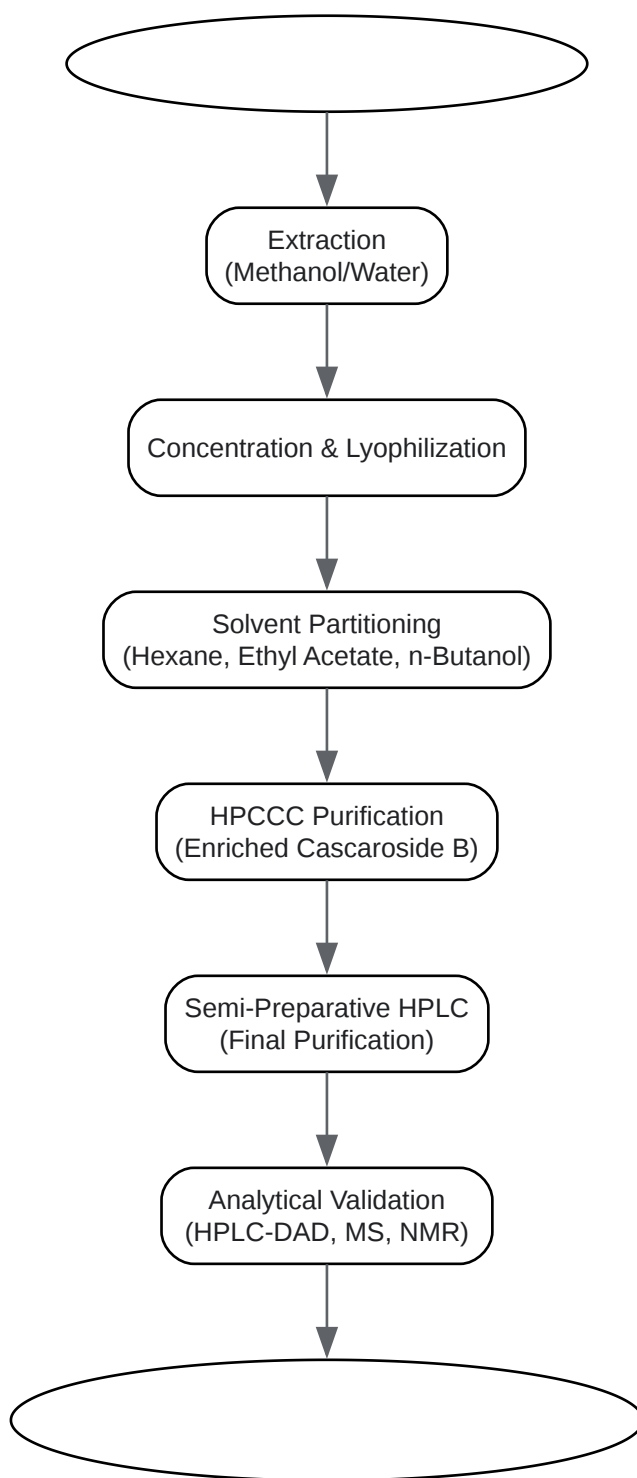 Extraction
(Methanol/Water)
Concentration & Lyophilization
Solvent Partitioning
(Hexane, Ethyl Acetate, n-Butanol)
HPCCC Purification
(Enriched Cascaroside B)
Semi-Preparative HPLC
(Final Purification)
Analytical Validation
(HPLC-DAD, MS, NMR)